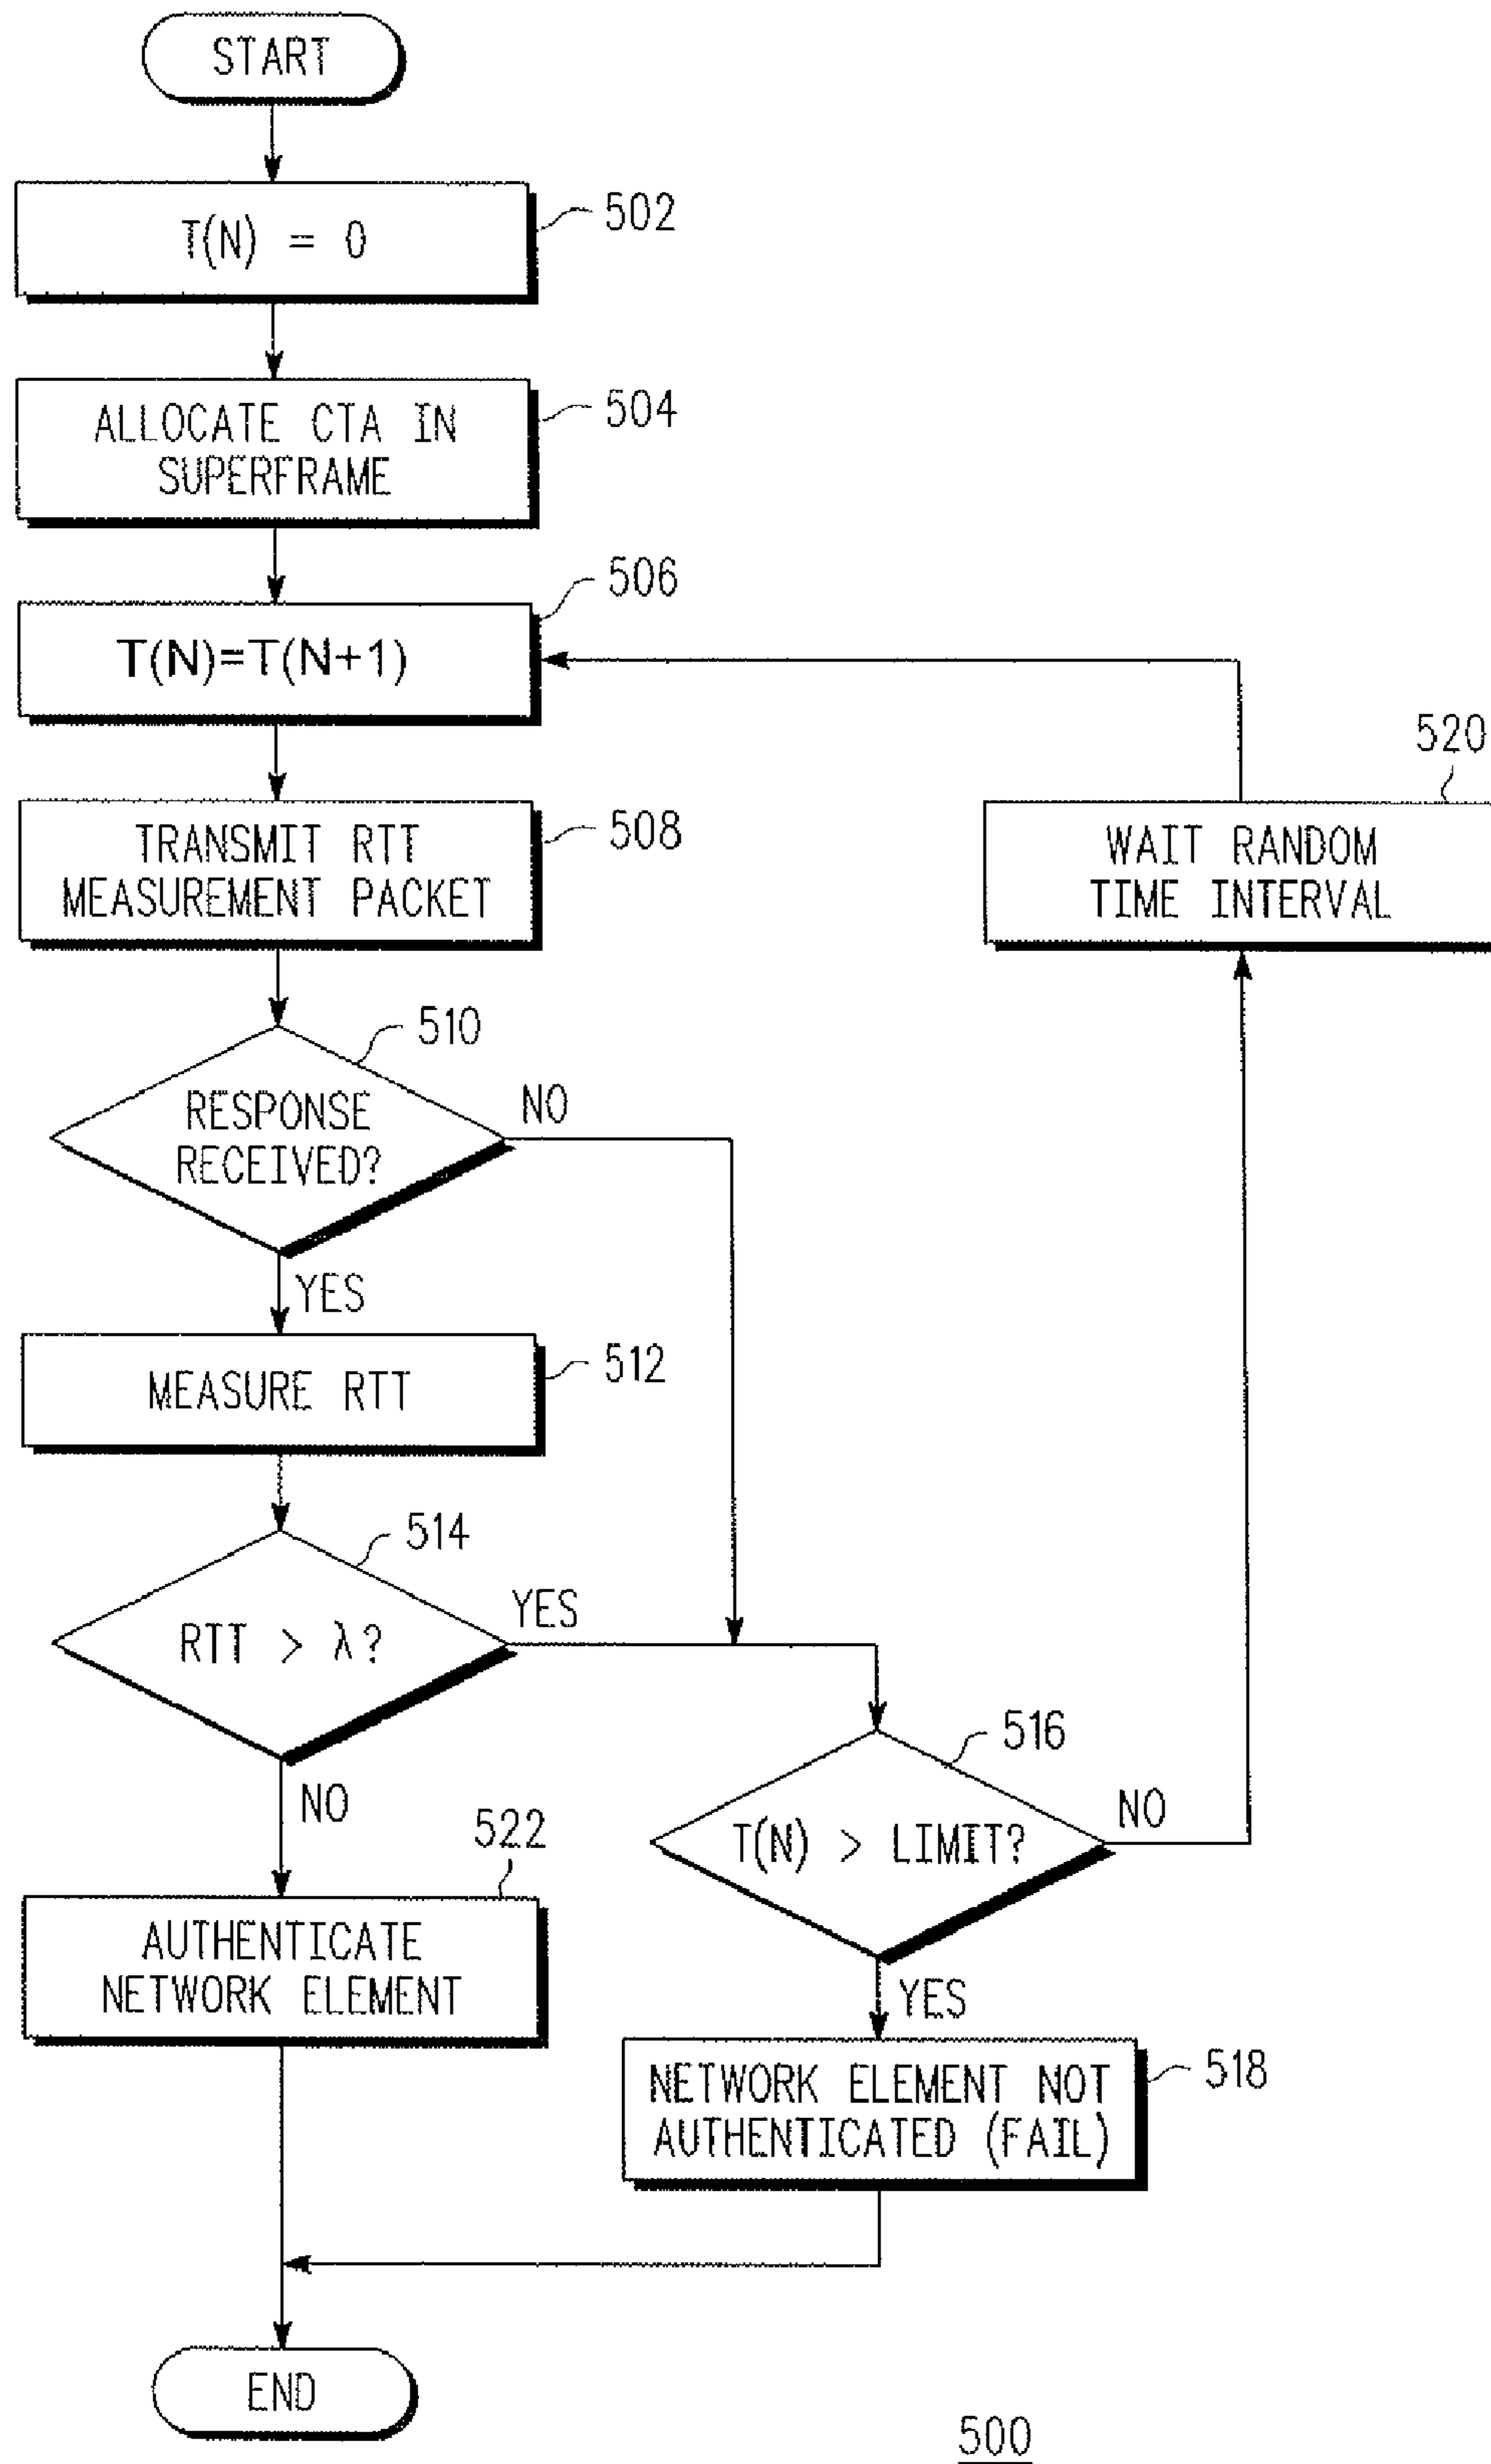 START
T(N) = 0
502
ALLOCATE CTA IN
SUPERFRAME
504
506
T(N)=T(N+1)
520
TRANSMIT RTT
MEASUREMENT PACKET
508
WAIT RANDOM
TIME INTERVAL
510
RESPONSE
RECEIVED?
NO
YES
MEASURE RTT
512
514
RTT > λ?
YES
516
NO
T(N) > LIMIT?
NO
522
AUTHENTICATE
NETWORK ELEMENT
YES
NETWORK ELEMENT NOT
AUTHENTICATED (FAIL)
518
END
500